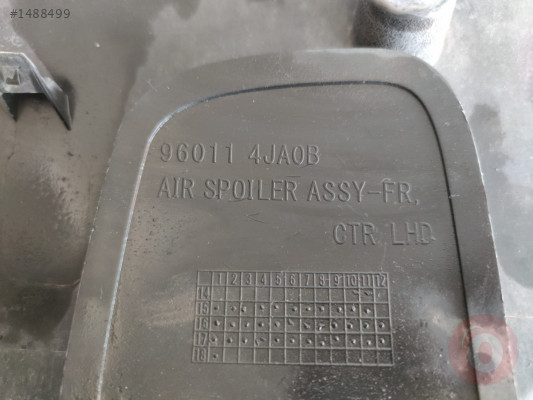 #1488499
96011 4JA0B
AIR SPOILER ASSY-FR,
CTR LHD
1 2 3 4 5 6 7 8 9 10 11 12
14
15
16
17
18